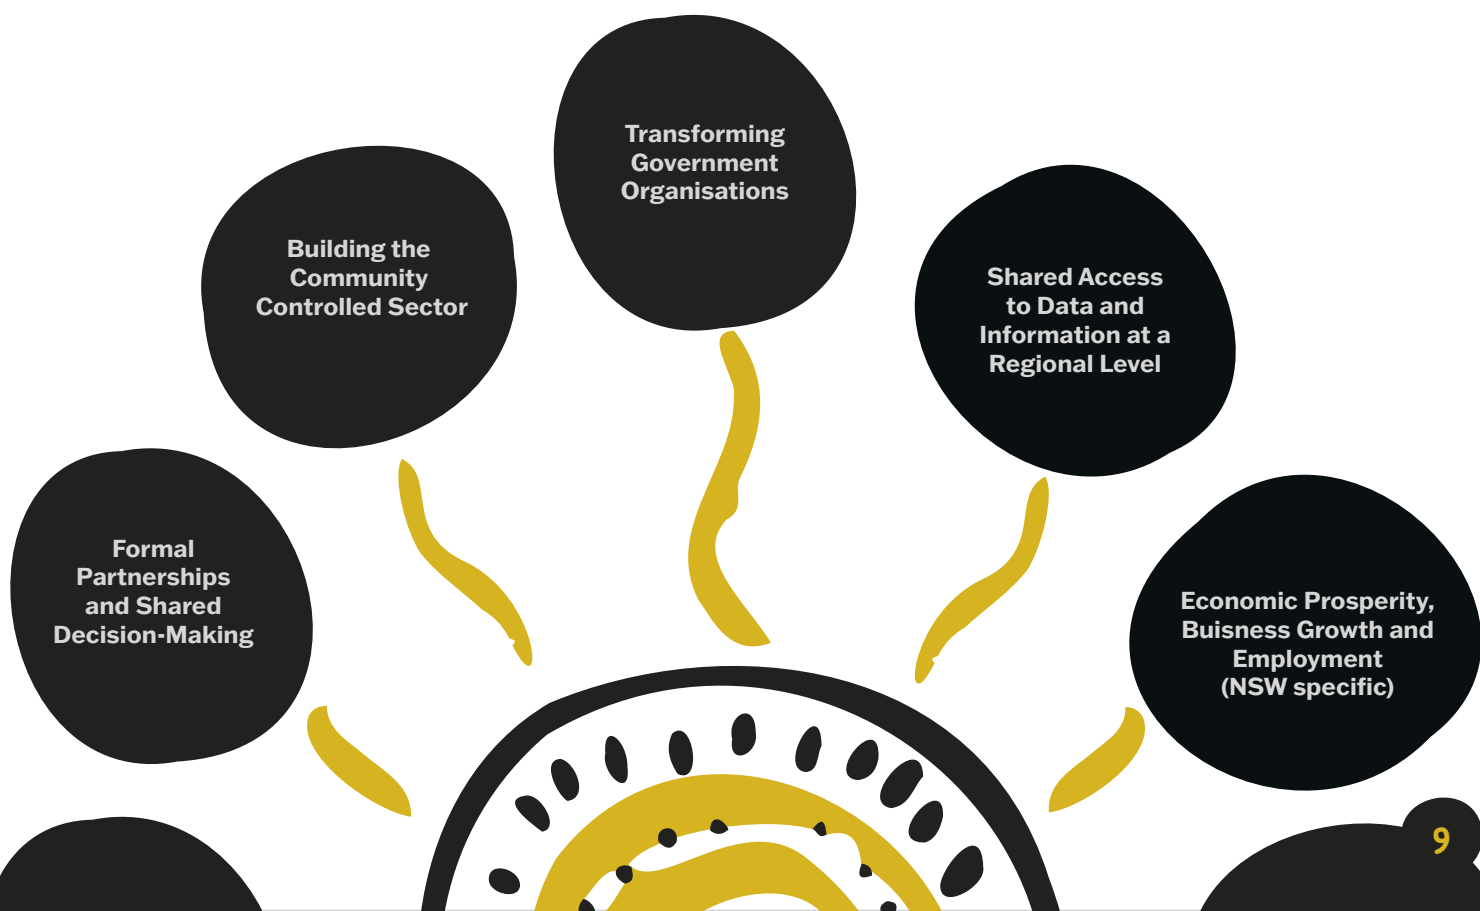 Transforming
Government
Organisations
Building the
Community
Controlled Sector
Shared Access
to Data and
Information at a
Regional Level
Formal
Partnerships
and Shared
Decision-Making
Economic Prosperity,
Buisness Growth and
Employment
(NSW specific)
9